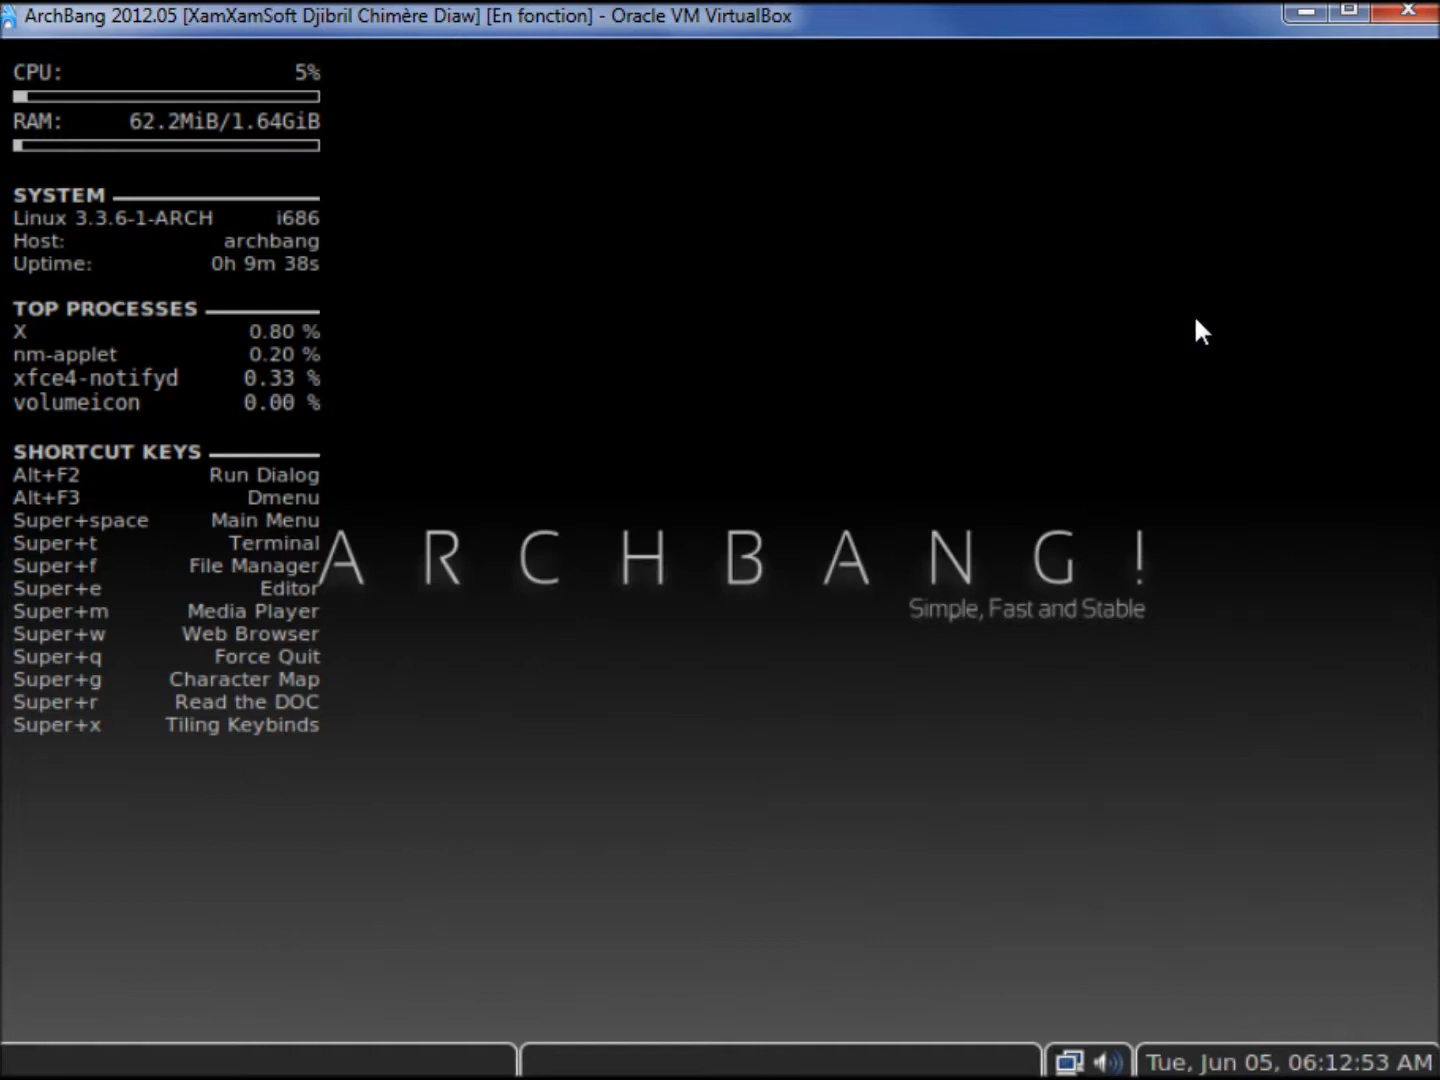 ArchBang 2012.05 [XamXamSoft Djibril Chimère Diaw] [En fonction] - Oracle VM VirtualBox
CPU: 5%
RAM: 62.2MiB/1.64GiB
SYSTEM
Linux 3.3.6-1-ARCH i686
Host: archbang
Uptime: 0h 9m 38s
TOP PROCESSES
X 0.80 %
nm-applet 0.20 %
xfce4-notifyd 0.33 %
volumeicon 0.00 %
SHORTCUT KEYS
Alt+F2 Run Dialog
Alt+F3 Dmenu
Super+space Main Menu
Super+t Terminal
Super+f File Manager
Super+e Editor
Super+m Media Player
Super+w Web Browser
Super+q Force Quit
Super+g Character Map
Super+r Read the DOC
Super+x Tiling Keybinds
ARCHBANG!
Simple, Fast and Stable
Tue, Jun 05, 06:12:53 AM